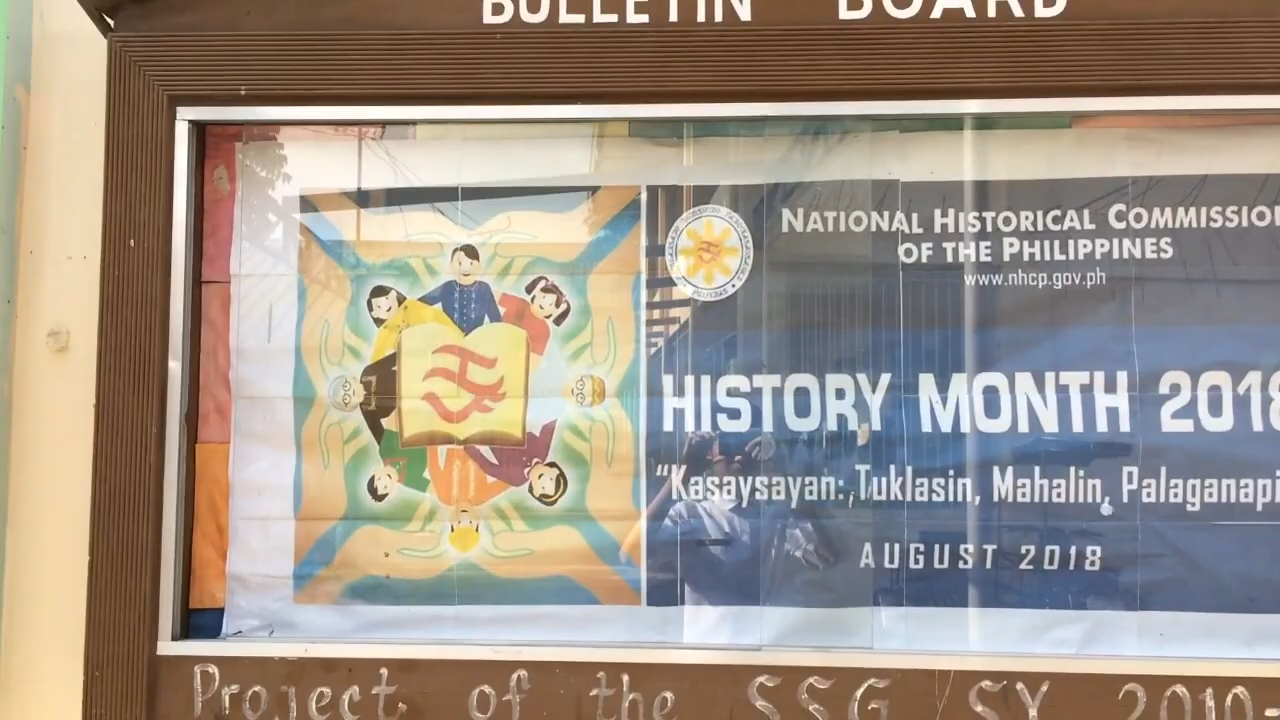 BULLETIN BOARD
NATIONAL HISTORICAL COMMISSION
OF THE PHILIPPINES
www.nhcp.gov.ph
HISTORY MONTH 2018
"Kasaysayan: Tuklasin, Mahalin, Palaganapi
AUGUST 2018
Project of the SSG SY 2010-